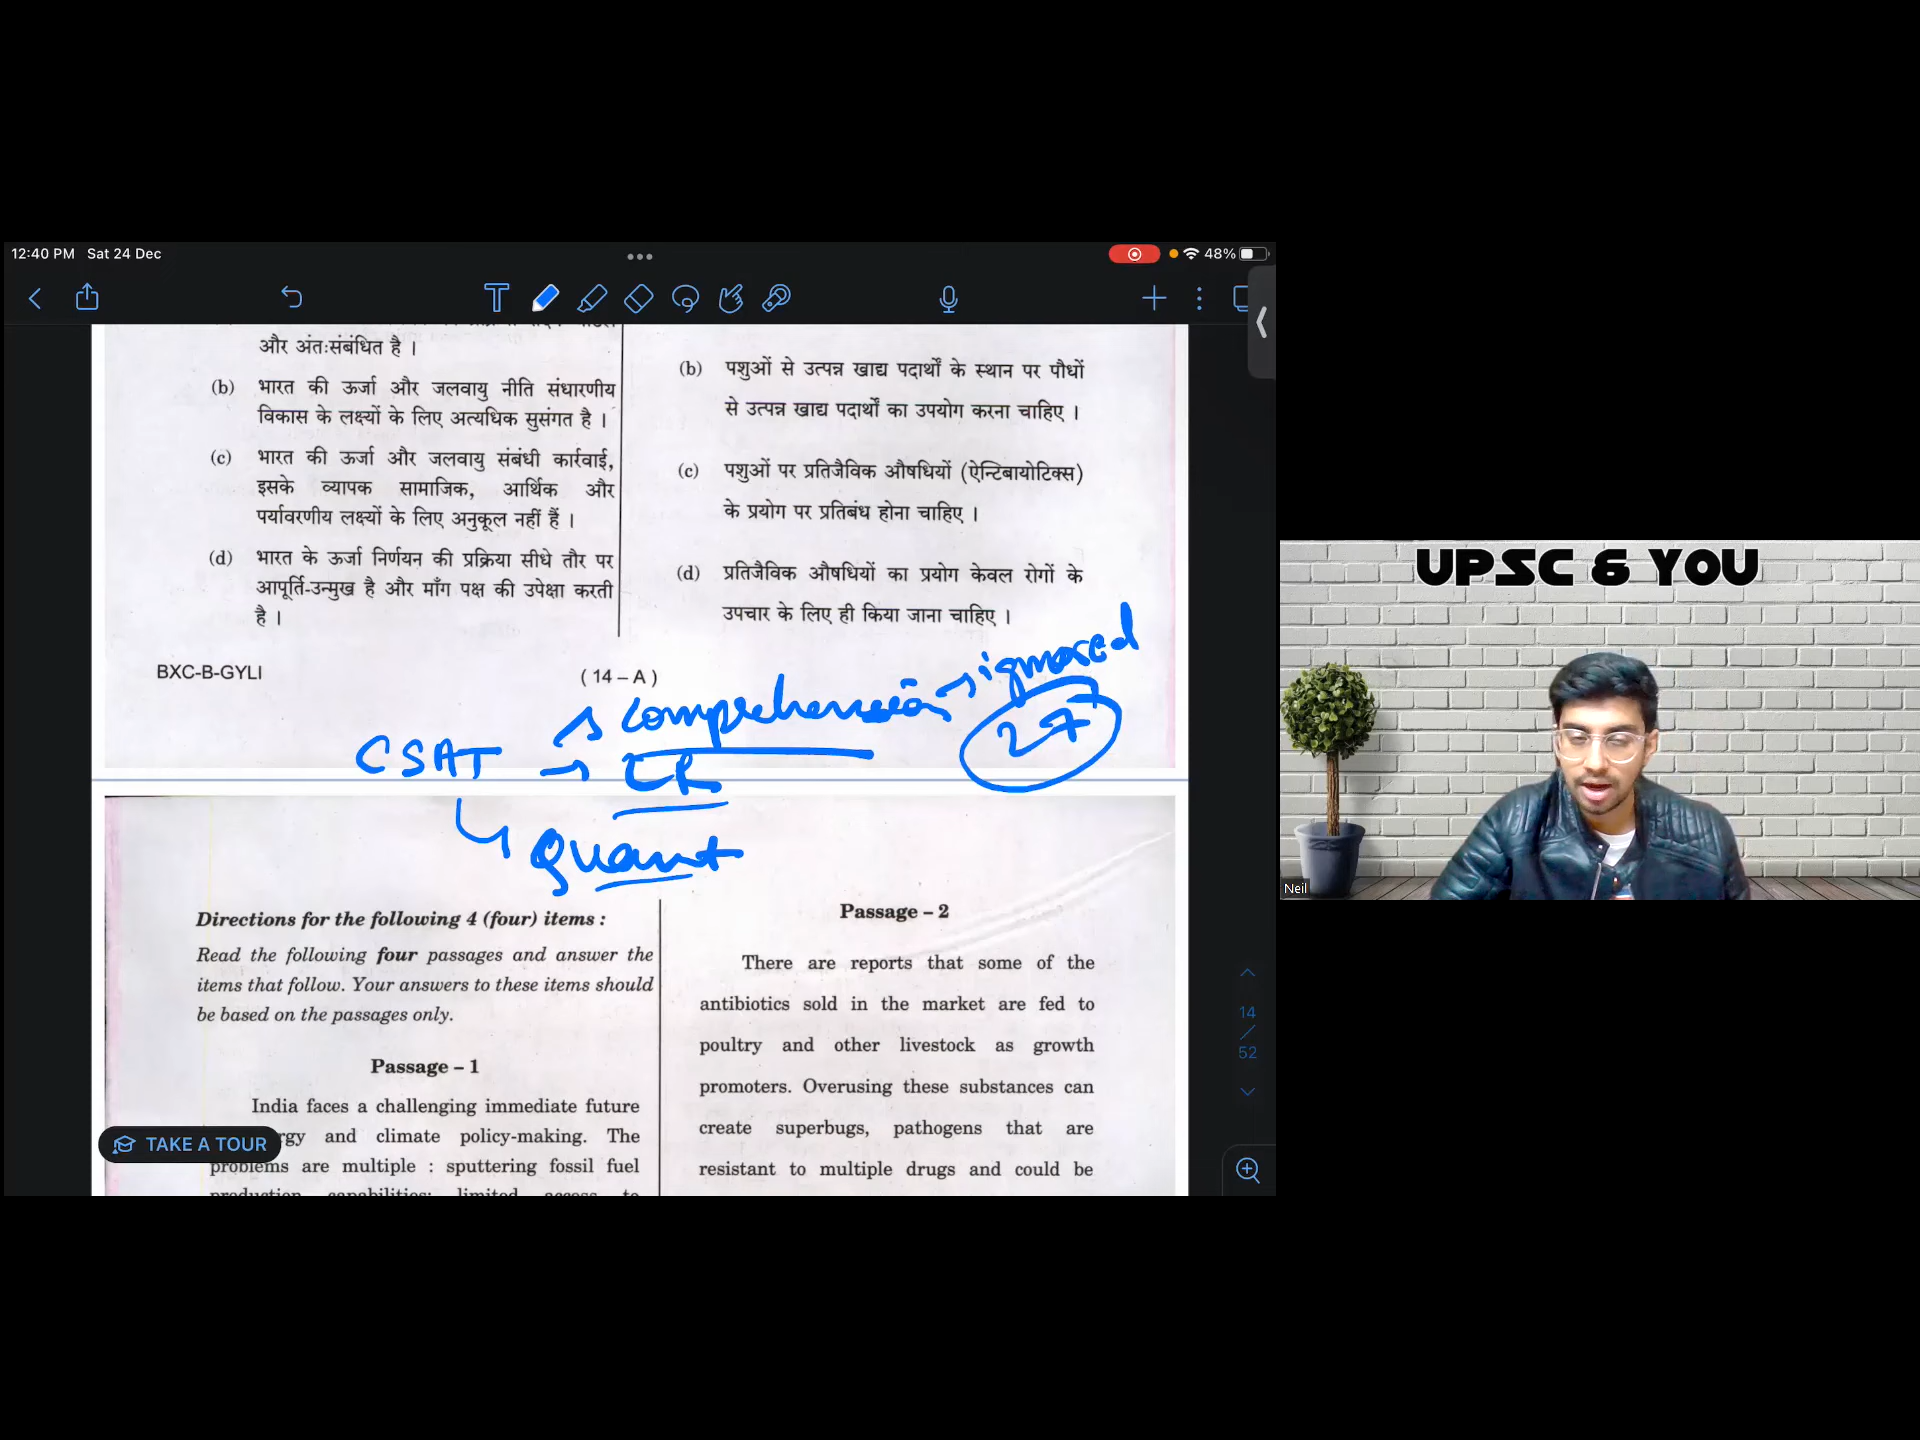 12:40 PM Sat 24 Dec
48%
और अंतःसंबंधित है ।
(b) भारत की ऊर्जा और जलवायु नीति संधारणीय
विकास के लक्ष्यों के लिए अत्यधिक सुसंगत है ।
(c) भारत की ऊर्जा और जलवायु संबंधी कार्रवाई,
इसके व्यापक सामाजिक, आर्थिक और
पर्यावरणीय लक्ष्यों के लिए अनुकूल नहीं हैं ।
(d) भारत के ऊर्जा निर्णयन की प्रक्रिया सीधे तौर पर
आपूर्ति-उन्मुख है और माँग पक्ष की उपेक्षा करती
है ।
(b) पशुओं से उत्पन्न खाद्य पदार्थों के स्थान पर पौधों
से उत्पन्न खाद्य पदार्थों का उपयोग करना चाहिए ।
(c) पशुओं पर प्रतिजैविक औषधियों (ऐन्टिबायोटिक्स)
के प्रयोग पर प्रतिबंध होना चाहिए ।
(d) प्रतिजैविक औषधियों का प्रयोग केवल रोगों के
उपचार के लिए ही किया जाना चाहिए ।
BXC-B-GYLI
( 14 – A )
CSAT
comprehension
ignored
27
LR
Quant
Directions for the following 4 (four) items :
Read the following four passages and answer the
items that follow. Your answers to these items should
be based on the passages only.
Passage – 1
India faces a challenging immediate future
and climate policy-making. The
problems are multiple : sputtering fossil fuel
production capabilities; limited access to
Passage – 2
There are reports that some of the
antibiotics sold in the market are fed to
poultry and other livestock as growth
promoters. Overusing these substances can
create superbugs, pathogens that are
resistant to multiple drugs and could be
TAKE A TOUR
14
/
52
UPSC & YOU
Neil